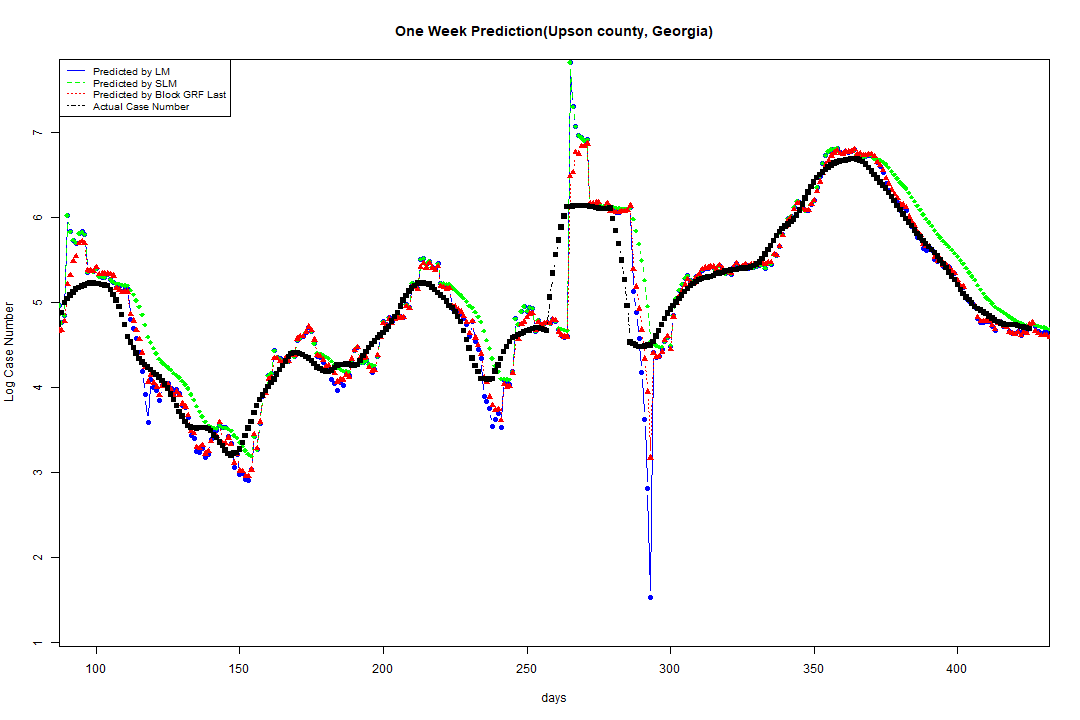 One Week Prediction(Upson county, Georgia)
Predicted by LM
Predicted by SLM
Predicted by Block GRF Last
Actual Case Number
Log Case Number
7
6
5
4
3
2
1
100 150 200 250 300 350 400
days